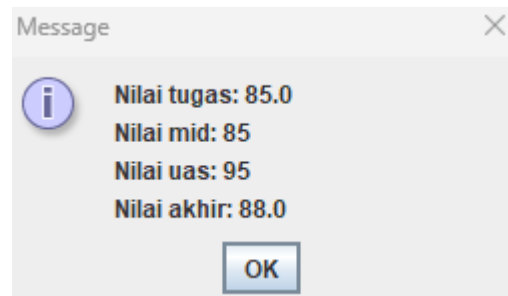 Message
Nilai tugas: 85.0
Nilai mid: 85
Nilai uas: 95
Nilai akhir: 88.0
OK